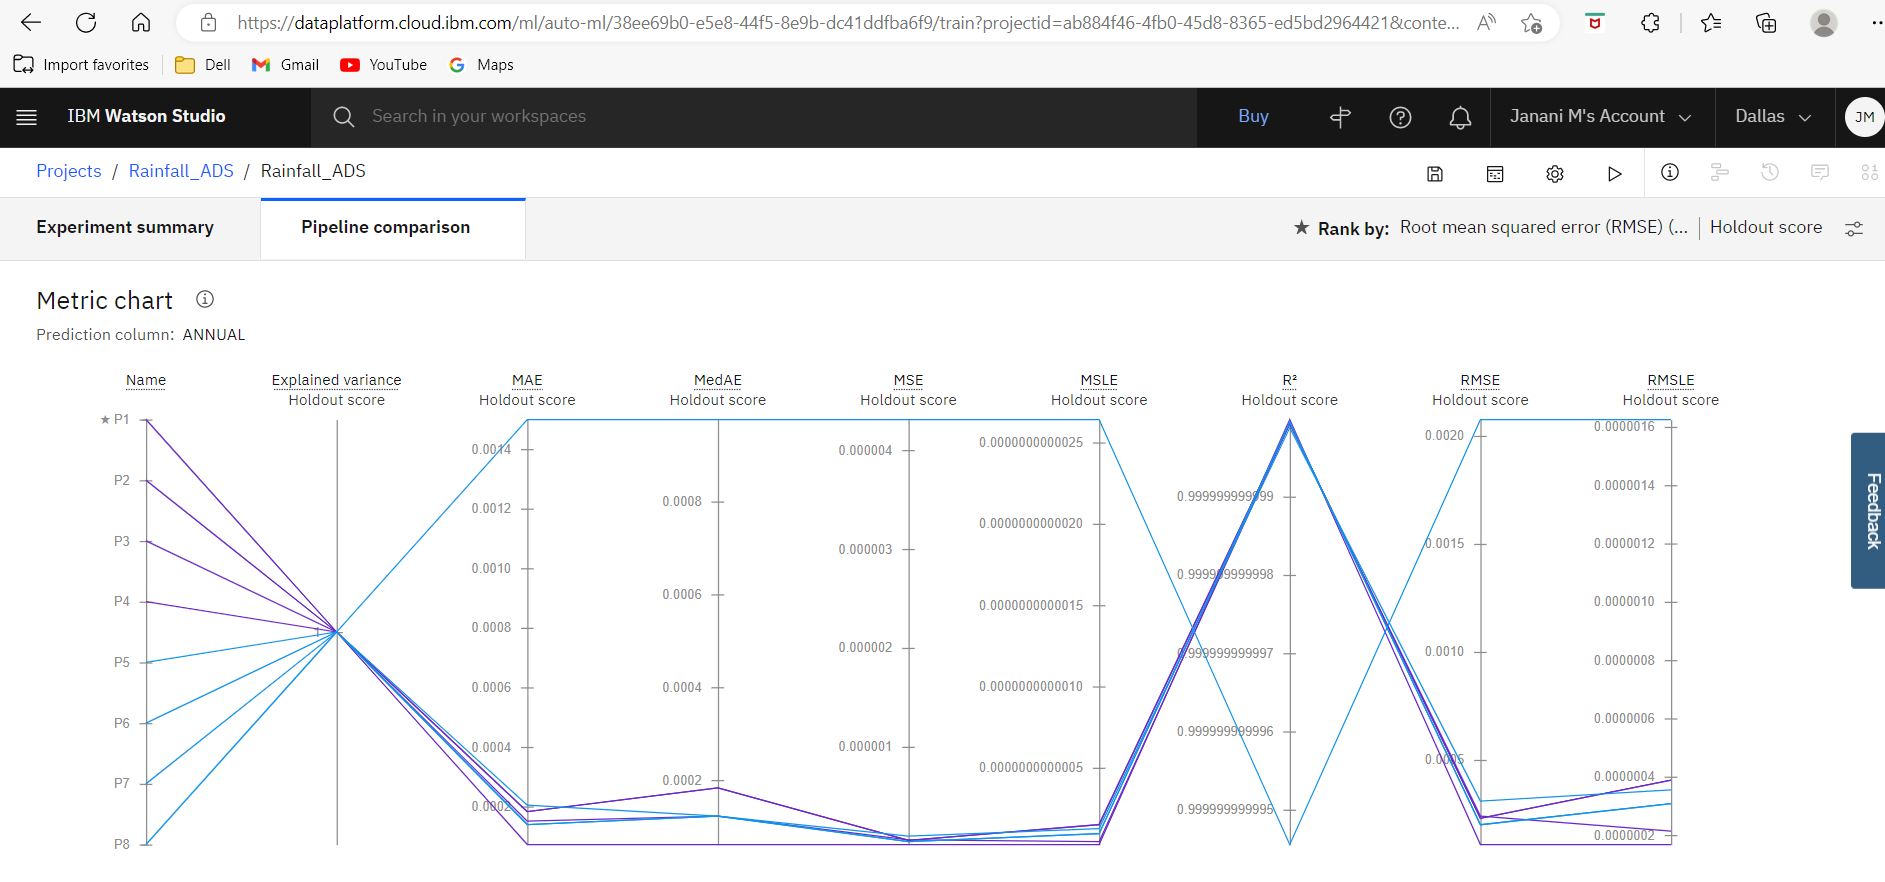 https://dataplatform.cloud.ibm.com/ml/auto-ml/38ee69b0-e5e8-44f5-8e9b-dc41ddfba6f9/train?projectid=ab884f46-4fb0-45d8-8365-ed5bd2964421&conte...
Import favorites Dell Gmail YouTube Maps
IBM Watson Studio Search in your workspaces Buy Janani M's Account Dallas JM
Projects / Rainfall_ADS / Rainfall_ADS
Experiment summary Pipeline comparison ★ Rank by: Root mean squared error (RMSE) (... | Holdout score
Metric chart
Prediction column: ANNUAL
Name Explained variance MAE MedAE MSE MSLE R² RMSE RMSLE
Holdout score Holdout score Holdout score Holdout score Holdout score Holdout score Holdout score Holdout score
★ P1
P2
P3
P4
P5
P6
P7
P8
1
0.0014
0.0012
0.0010
0.0008
0.0006
0.0004
0.0002
0.0008
0.0006
0.0004
0.0002
0.000004
0.000003
0.000002
0.000001
0.0000000000025
0.0000000000020
0.0000000000015
0.0000000000010
0.0000000000005
0.999999999999
0.999999999998
0.999999999997
0.999999999996
0.999999999995
0.0020
0.0015
0.0010
0.0005
0.0000016
0.0000014
0.0000012
0.0000010
0.0000008
0.0000006
0.0000004
0.0000002
Feedback